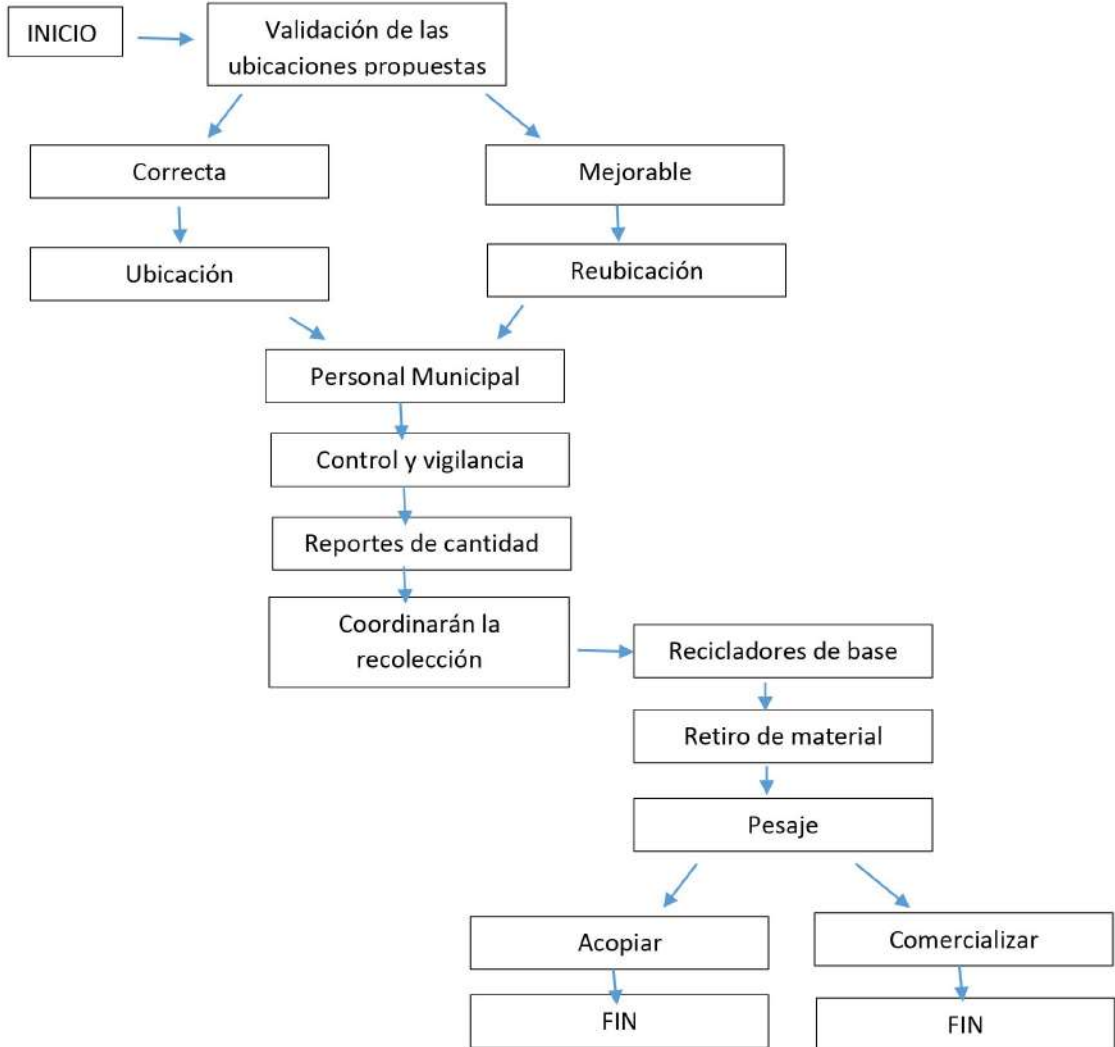 INICIO
Validación de las
ubicaciones propuestas
Correcta
Mejorable
Ubicación
Reubicación
Personal Municipal
Control y vigilancia
Reportes de cantidad
Coordinarán la
recolección
Recicladores de base
Retiro de material
Pesaje
Acopiar
Comercializar
FIN
FIN